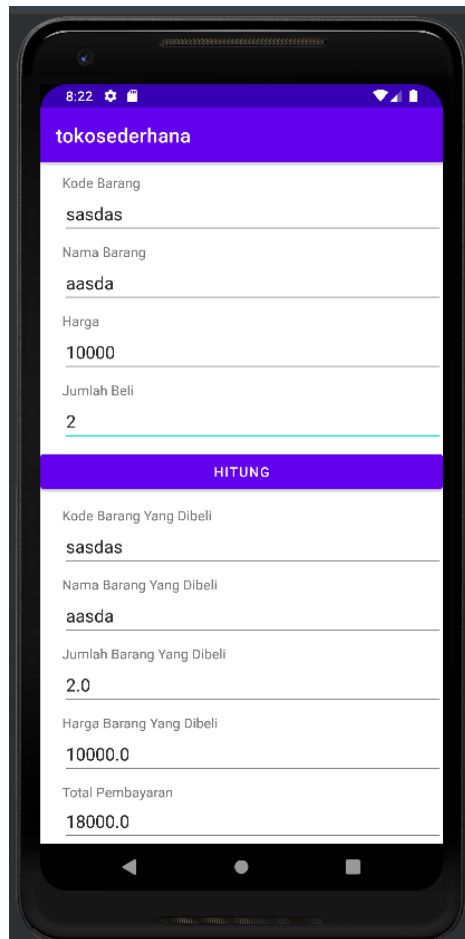 8:22
tokosederhana
Kode Barang
sasdas
Nama Barang
aasda
Harga
10000
Jumlah Beli
2
HITUNG
Kode Barang Yang Dibeli
sasdas
Nama Barang Yang Dibeli
aasda
Jumlah Barang Yang Dibeli
2.0
Harga Barang Yang Dibeli
10000.0
Total Pembayaran
18000.0